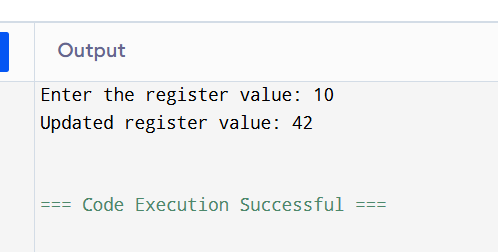 Output
Enter the register value: 10
Updated register value: 42
=== Code Execution Successful ===